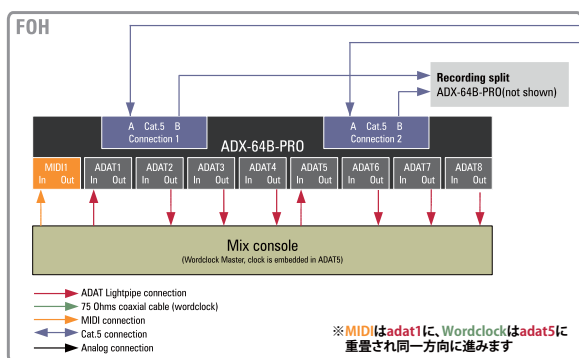 FOH
Recording split
ADX-64B-PRO(not shown)
A Cat.5 B
Connection 1
A Cat.5 B
Connection 2
ADX-64B-PRO
MIDI1
In Out
ADAT1
In Out
ADAT2
In Out
ADAT3
In Out
ADAT4
In Out
ADAT5
In Out
ADAT6
In Out
ADAT7
In Out
ADAT8
In Out
Mix console
(Wordclock Master, clock is embedded in ADAT5)
ADAT Lightpipe connection
75 Ohms coaxial cable (wordclock)
MIDI connection
Cat.5 connection
Analog connection
※MIDIはadat1に、Wordclockはadat5に
重畳され同一方向に進みます